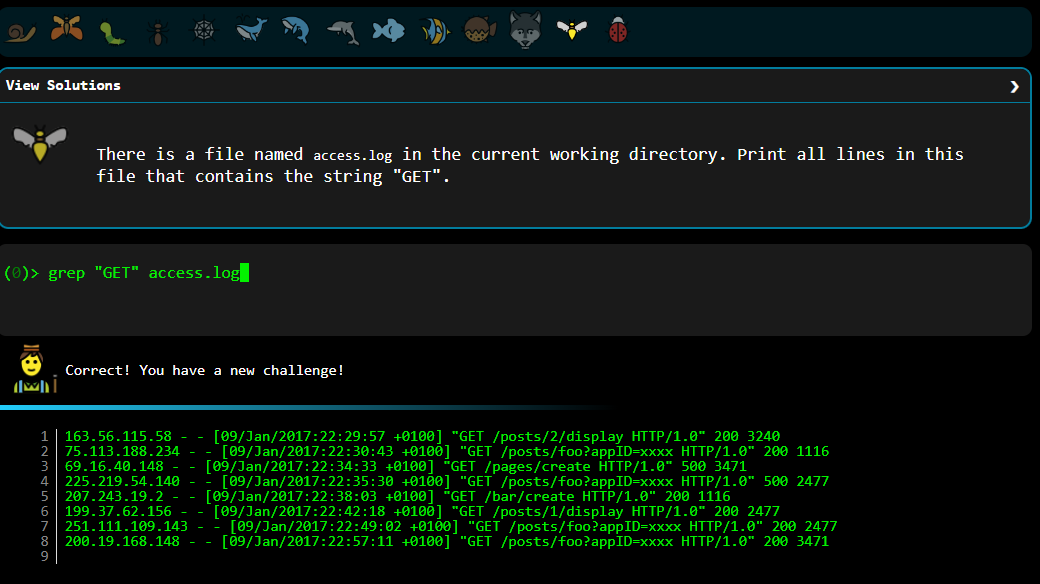 View Solutions
There is a file named access.log in the current working directory. Print all lines in this
file that contains the string "GET".
(0)> grep "GET" access.log
Correct! You have a new challenge!
1 163.56.115.58 - - [09/Jan/2017:22:29:57 +0100] "GET /posts/2/display HTTP/1.0" 200 3240
2 75.113.188.234 - - [09/Jan/2017:22:30:43 +0100] "GET /posts/foo?appID=xxxx HTTP/1.0" 200 1116
3 69.16.40.148 - - [09/Jan/2017:22:34:33 +0100] "GET /pages/create HTTP/1.0" 500 3471
4 225.219.54.140 - - [09/Jan/2017:22:35:30 +0100] "GET /posts/foo?appID=xxxx HTTP/1.0" 500 2477
5 207.243.19.2 - - [09/Jan/2017:22:38:03 +0100] "GET /bar/create HTTP/1.0" 200 1116
6 199.37.62.156 - - [09/Jan/2017:22:42:18 +0100] "GET /posts/1/display HTTP/1.0" 200 2477
7 251.111.109.143 - - [09/Jan/2017:22:49:02 +0100] "GET /posts/foo?appID=xxxx HTTP/1.0" 200 2477
8 200.19.168.148 - - [09/Jan/2017:22:57:11 +0100] "GET /posts/foo?appID=xxxx HTTP/1.0" 200 3471
9